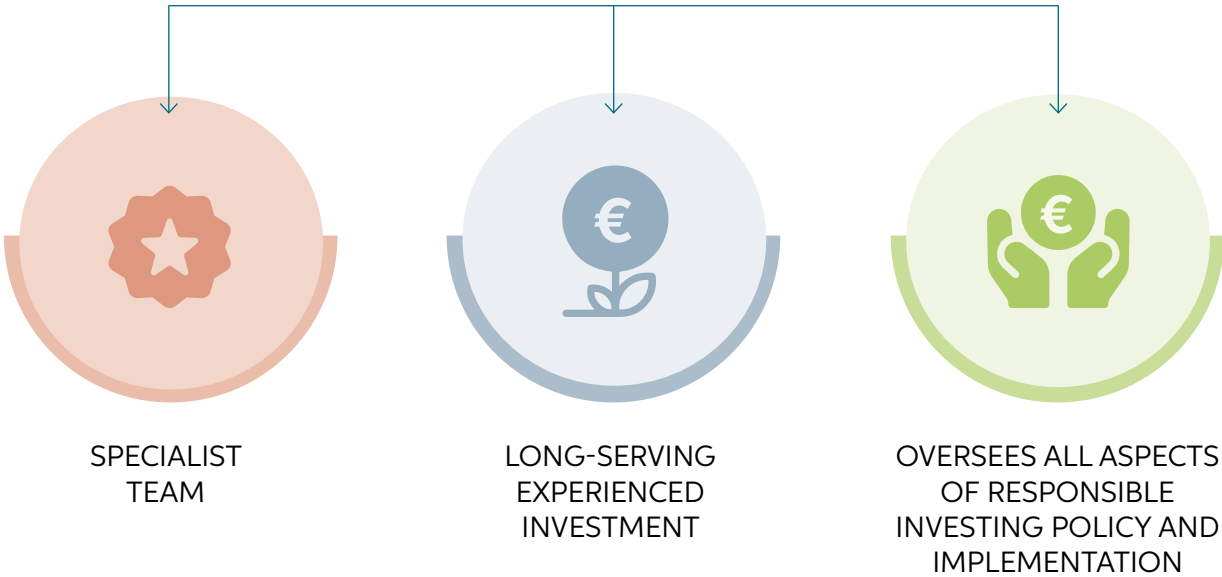 €
€
SPECIALIST
TEAM
LONG-SERVING
EXPERIENCED
INVESTMENT
OVERSEES ALL ASPECTS
OF RESPONSIBLE
INVESTING POLICY AND
IMPLEMENTATION